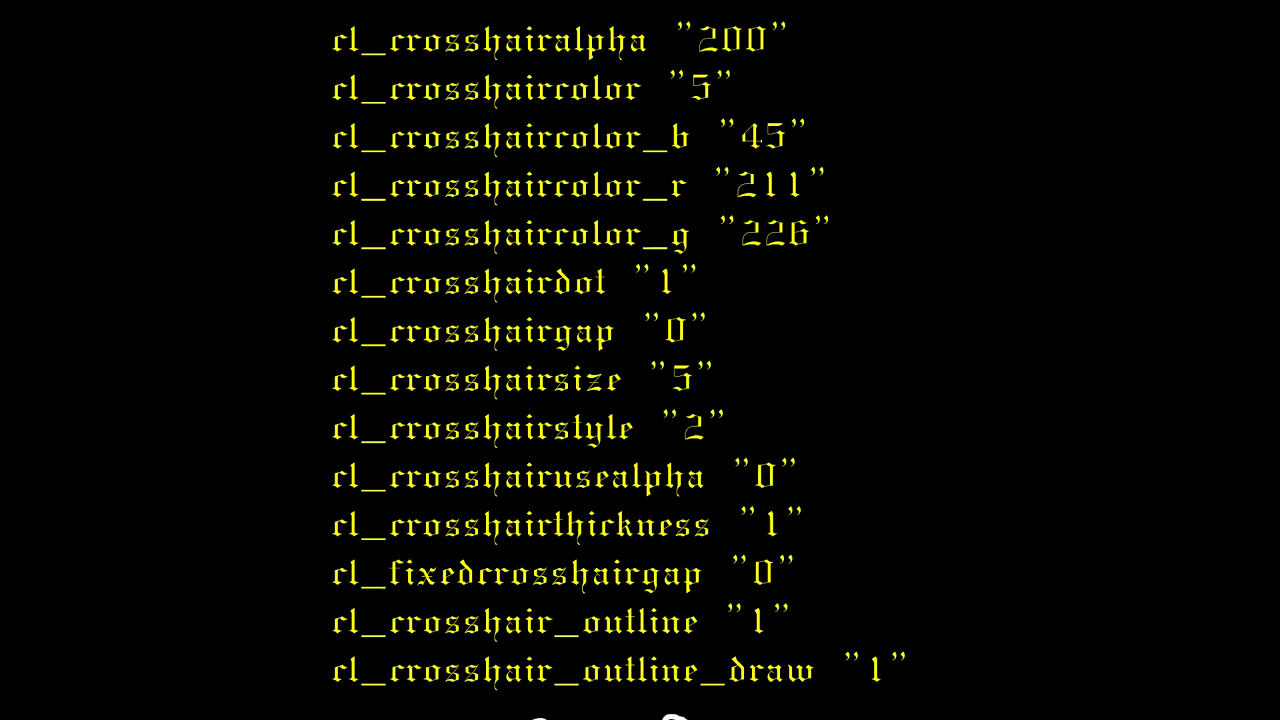 cl_crosshairalpha "200"
cl_crosshaircolor "5"
cl_crosshaircolor_b "45"
cl_crosshaircolor_r "211"
cl_crosshaircolor_g "226"
cl_crosshairdot "1"
cl_crosshairgap "0"
cl_crosshairsize "5"
cl_crosshairstyle "2"
cl_crosshairusealpha "0"
cl_crosshairthickness "1"
cl_fixedcrosshairgap "0"
cl_crosshair_outline "1"
cl_crosshair_outline_draw "1"